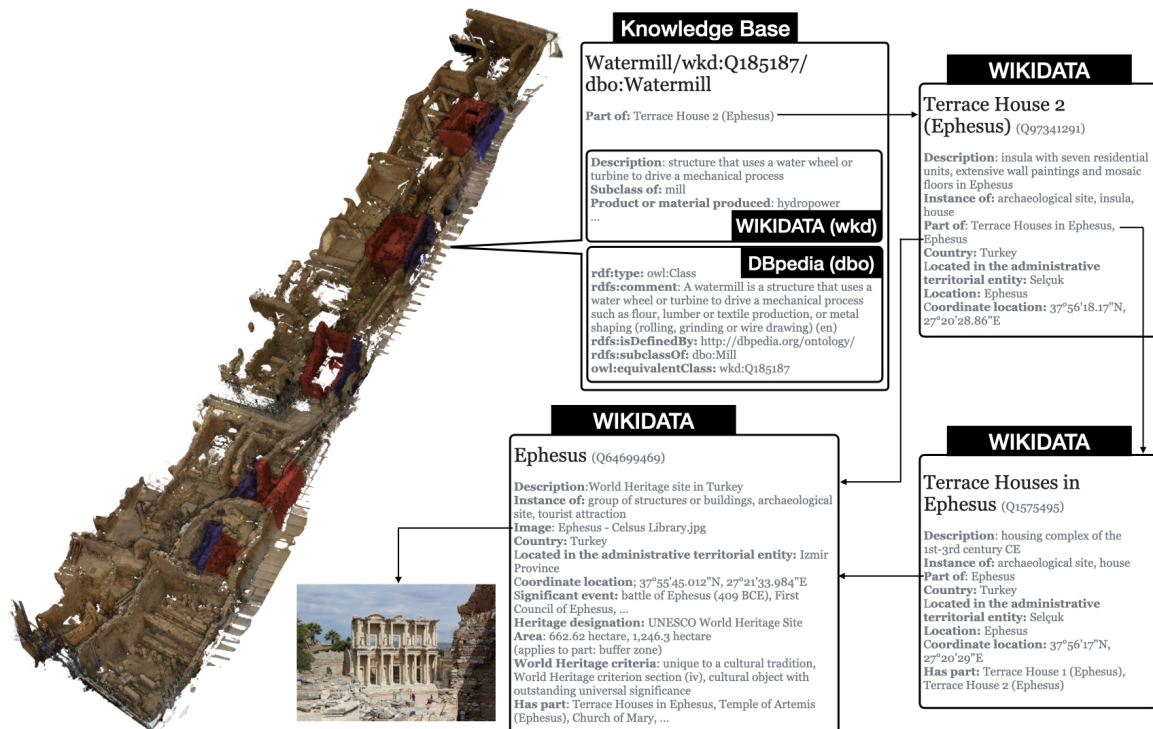 Knowledge Base
Watermill/wkd:Q185187/
dbo:Watermill
Part of: Terrace House 2 (Ephesus)
Description: structure that uses a water wheel or
turbine to drive a mechanical process
Subclass of: mill
Product or material produced: hydropower
...
WIKIDATA (wkd)
DBpedia (dbo)
rdf:type: owl:Class
rdfs:comment: A watermill is a structure that uses a
water wheel or turbine to drive a mechanical process
such as flour, lumber or textile production, or metal
shaping (rolling, grinding or wire drawing) (en)
rdfs:isDefinedBy: http://dbpedia.org/ontology/
rdfs:subclassOf: dbo:Mill
owl:equivalentClass: wkd:Q185187
WIKIDATA
Terrace House 2
(Ephesus) (Q97341291)
Description: insula with seven residential
units, extensive wall paintings and mosaic
floors in Ephesus
Instance of: archaeological site, insula,
house
Part of: Terrace Houses in Ephesus,
Ephesus
Country: Turkey
Located in the administrative
territorial entity: Selçuk
Location: Ephesus
Coordinate location: 37°56'18.17"N,
27°20'28.86"E
WIKIDATA
Ephesus (Q64699469)
Description:World Heritage site in Turkey
Instance of: group of structures or buildings, archaeological
site, tourist attraction
Image: Ephesus - Celsus Library.jpg
Country: Turkey
Located in the administrative territorial entity: Izmir
Province
Coordinate location; 37°55'45.012"N, 27°21'33.984"E
Significant event: battle of Ephesus (409 BCE), First
Council of Ephesus, ...
Heritage designation: UNESCO World Heritage Site
Area: 662.62 hectare, 1,246.3 hectare
(applies to part: buffer zone)
World Heritage criteria: unique to a cultural tradition,
World Heritage criterion section (iv), cultural object with
outstanding universal significance
Has part: Terrace Houses in Ephesus, Temple of Artemis
(Ephesus), Church of Mary, ...
WIKIDATA
Terrace Houses in
Ephesus (Q1575495)
Description: housing complex of the
1st-3rd century CE
Instance of: archaeological site, house
Part of: Ephesus
Country: Turkey
Located in the administrative
territorial entity: Selçuk
Location: Ephesus
Coordinate location: 37°56'17"N,
27°20'29"E
Has part: Terrace House 1 (Ephesus),
Terrace House 2 (Ephesus)